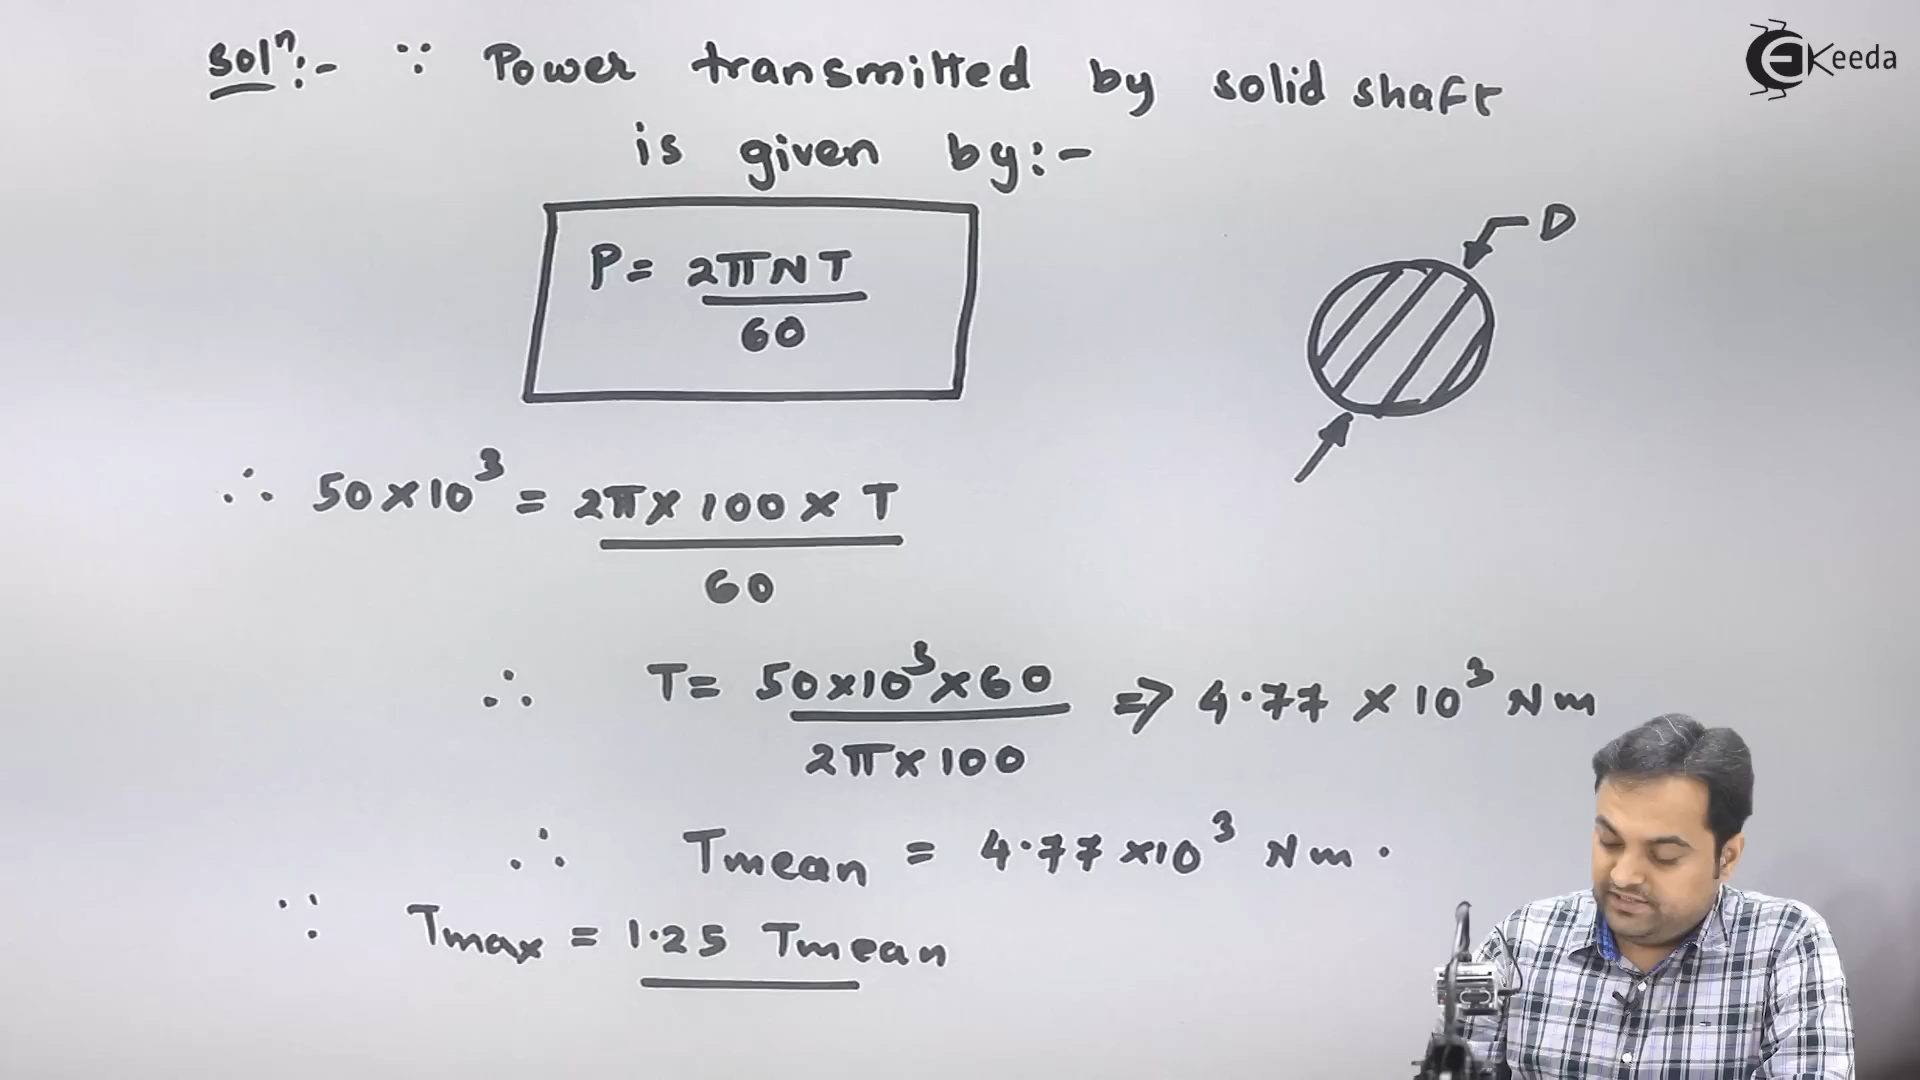 Solⁿ:- ∵ Power transmitted by solid shaft
is given by:-
P = 2πNT
60
D
∴ 50×10³ = 2π× 100 × T
60
∴ T= 50×10³×60 ⇒ 4.77 × 10³ Nm
2π×100
∴ Tmean = 4.77 ×10³ Nm.
∵ Tmax = 1.25 Tmean
eKeeda